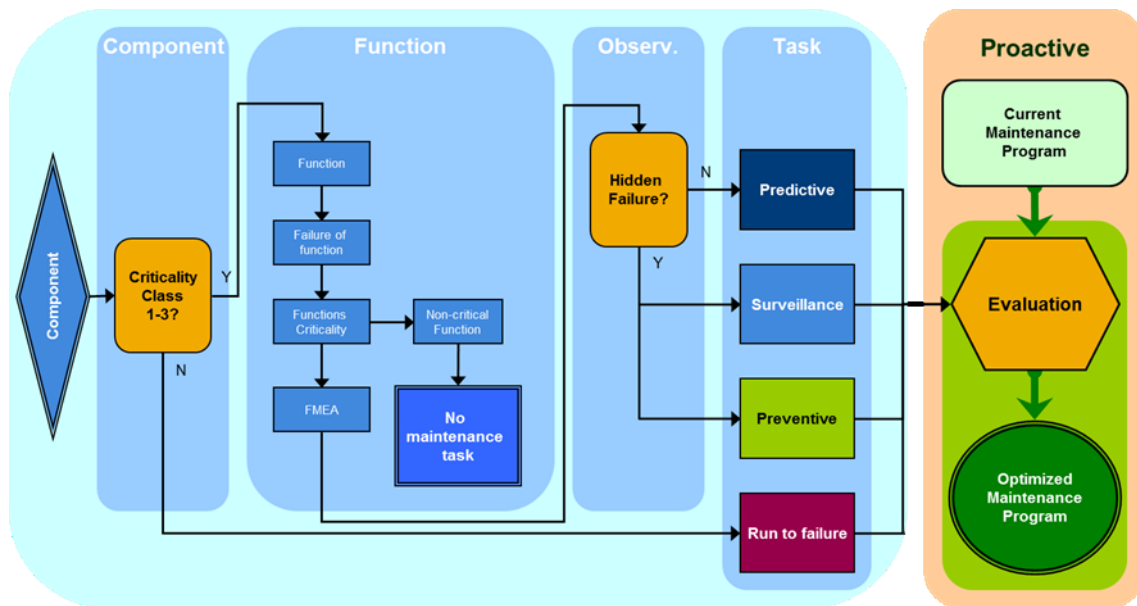 Component
Function
Observ.
Task
Proactive
Component
Criticality
Class
1-3?
Y
N
Function
Failure of
function
Functions
Criticality
Non-critical
Function
FMEA
No
maintenance
task
Hidden
Failure?
N
Y
Predictive
Surveillance
Preventive
Run to failure
Current
Maintenance
Program
Evaluation
Optimized
Maintenance
Program